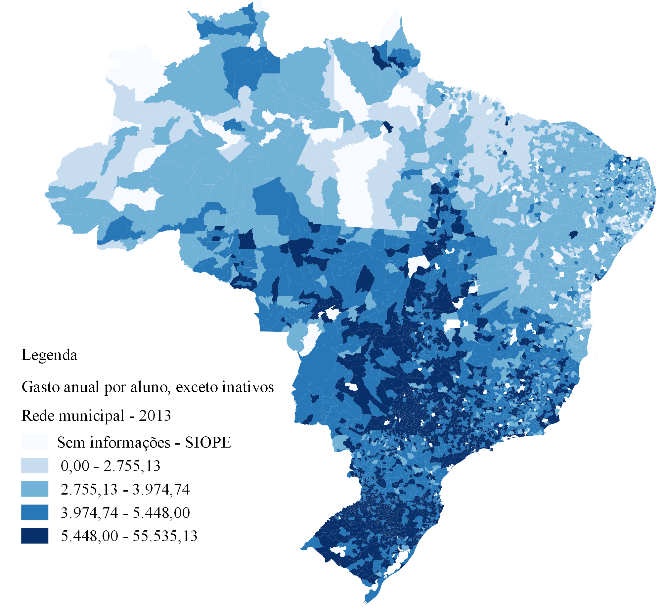 Legenda
Gasto anual por aluno, exceto inativos
Rede municipal - 2013
Sem informações - SIOPE
0,00 - 2.755,13
2.755,13 - 3.974,74
3.974,74 - 5.448,00
5.448,00 - 55.535,13